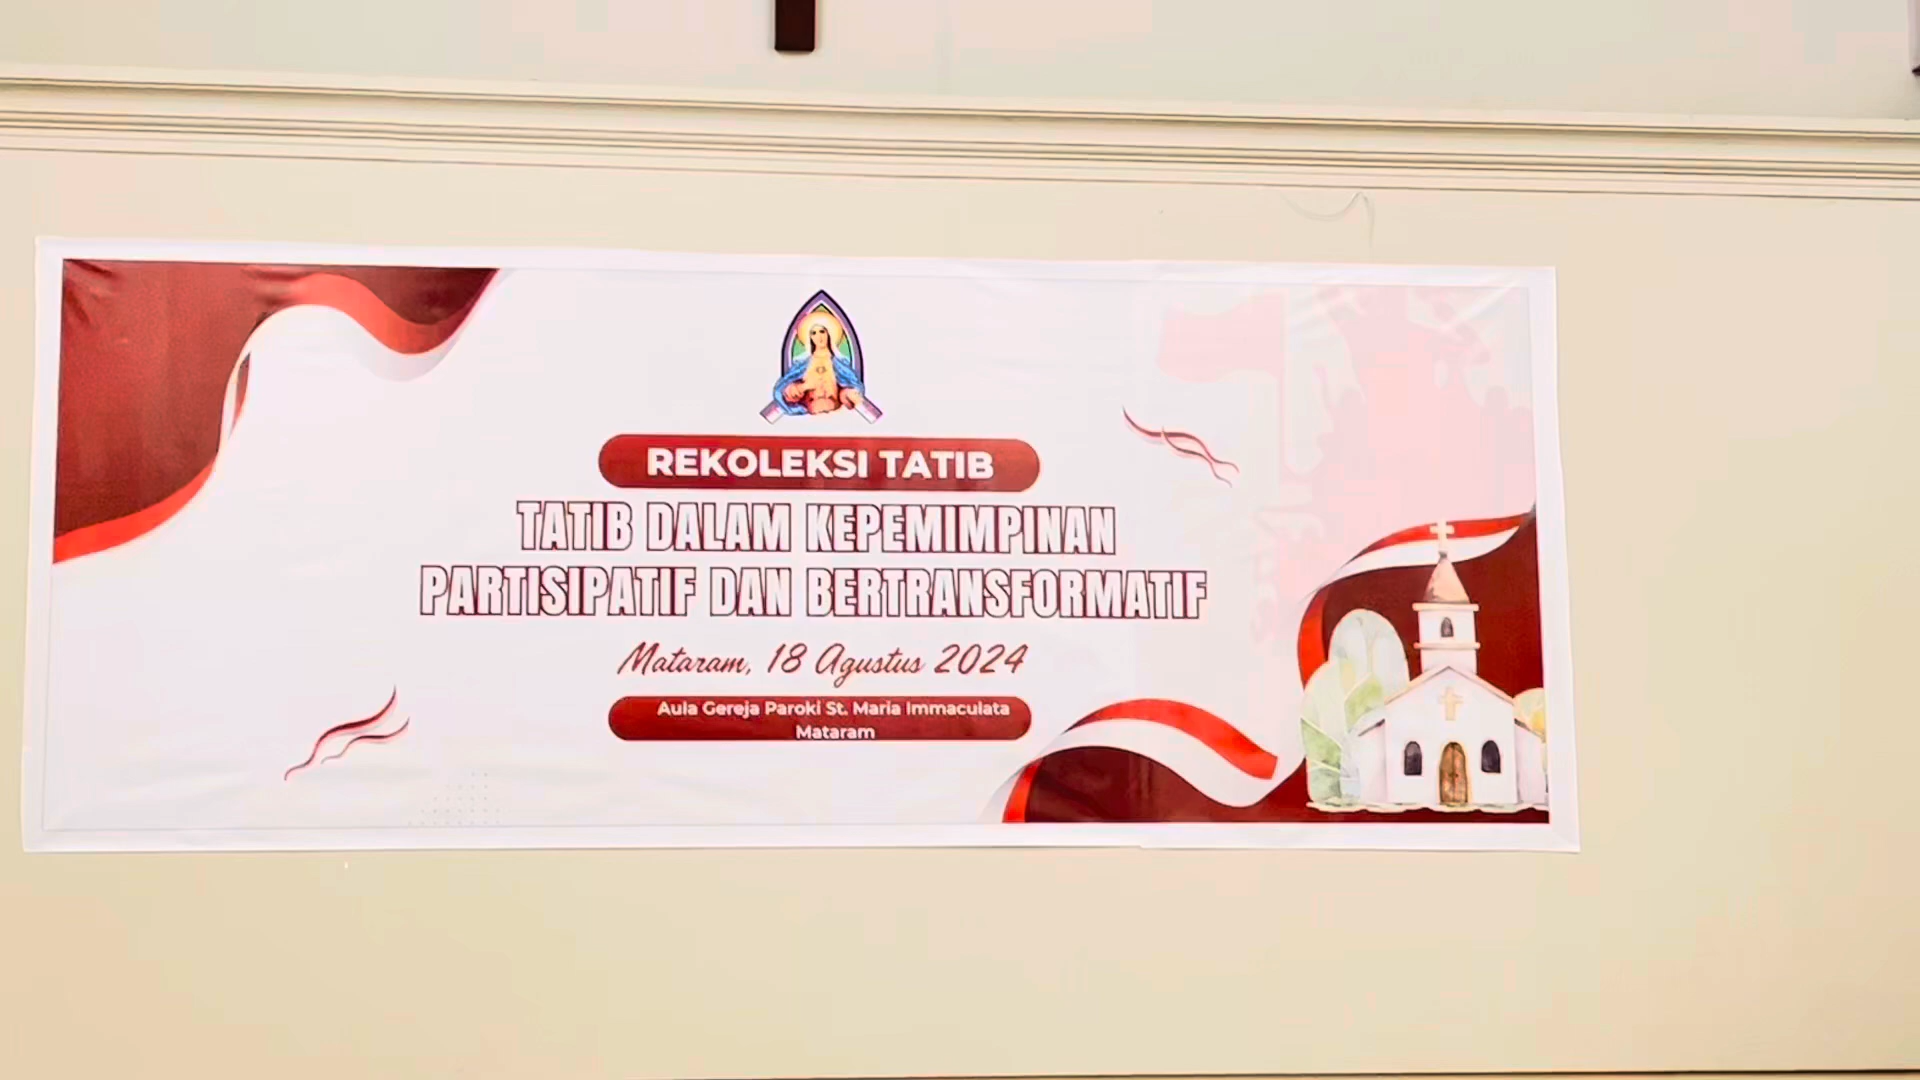 REKOLEKSI TATIB
TATIB DALAM KEPEMIMPINAN
PARTISIPATIF DAN BERTRANSFORMATIF
Mataram, 18 Agustus 2024
Aula Gereja Paroki St. Maria Immaculata
Mataram